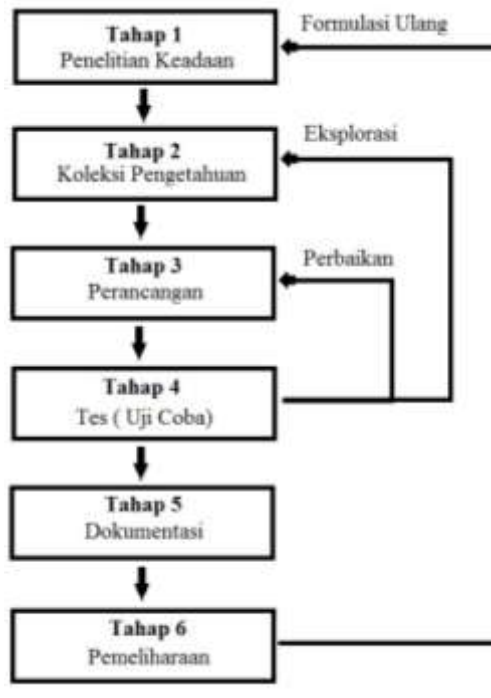 Tahap 1
Penelitian Keadaan
Formulasi Ulang
Tahap 2
Koleksi Pengetahuan
Eksplorasi
Tahap 3
Perancangan
Perbaikan
Tahap 4
Tes ( Uji Coba)
Tahap 5
Dokumentasi
Tahap 6
Pemeliharaan